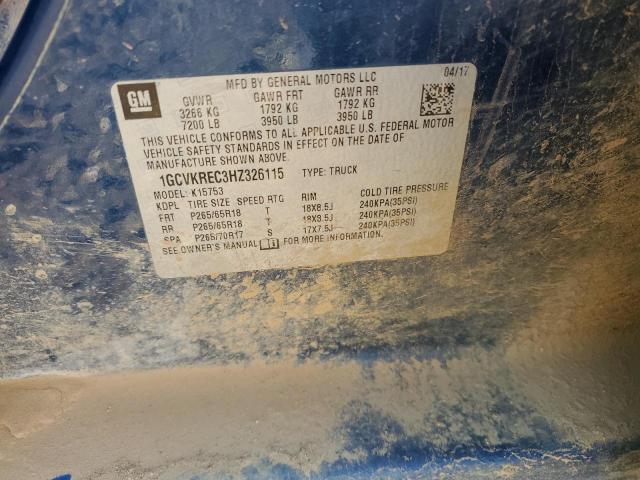 GM
MFD BY GENERAL MOTORS LLC
04/17
GVWR GAWR FRT GAWR RR
3266 KG 1792 KG 1792 KG
7200 LB 3950 LB 3950 LB
THIS VEHICLE CONFORMS TO ALL APPLICABLE U.S. FEDERAL MOTOR
VEHICLE SAFETY STANDARDS IN EFFECT ON THE DATE OF
MANUFACTURE SHOWN ABOVE.
1GCVKREC3HZ326115 TYPE: TRUCK
MODEL: K15753
KDPL TIRE SIZE SPEED RTG RIM COLD TIRE PRESSURE
FRT P265/65R18 T 18X8.5J 240KPA(35PSI)
RR P265/65R18 T 18X8.5J 240KPA(35PSI)
SPA P265/70R17 S 17X7.5J 240KPA(35PSI)
SEE OWNER'S MANUAL FOR MORE INFORMATION.